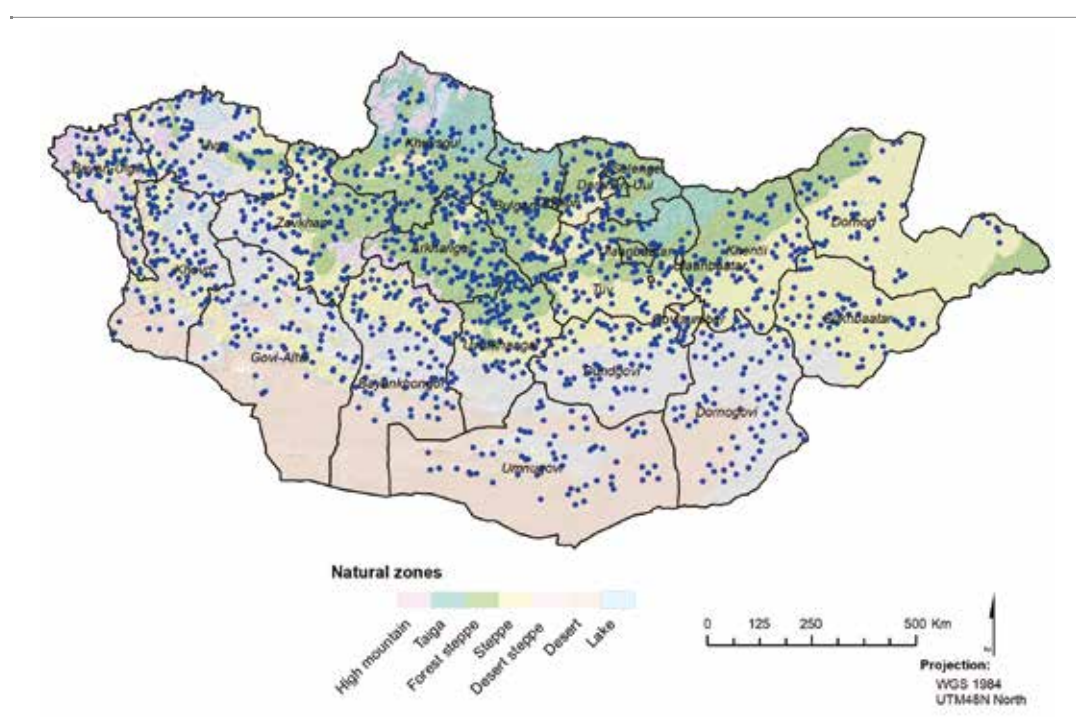 Khuvsgul
Zavkhan
Bulgan
Arkhangai
Khovd
Khentii
Dornod
Tuv
Sukhbaatar
Govi-Altai
Bayankhongor
Dundgovi
Dornogovi
Umnugovi
Natural zones
High mountain
Taiga
Forest steppe
Steppe
Desert steppe
Desert
Lake
0 125 250 500 Km
Projection:
WGS 1984
UTM48N North